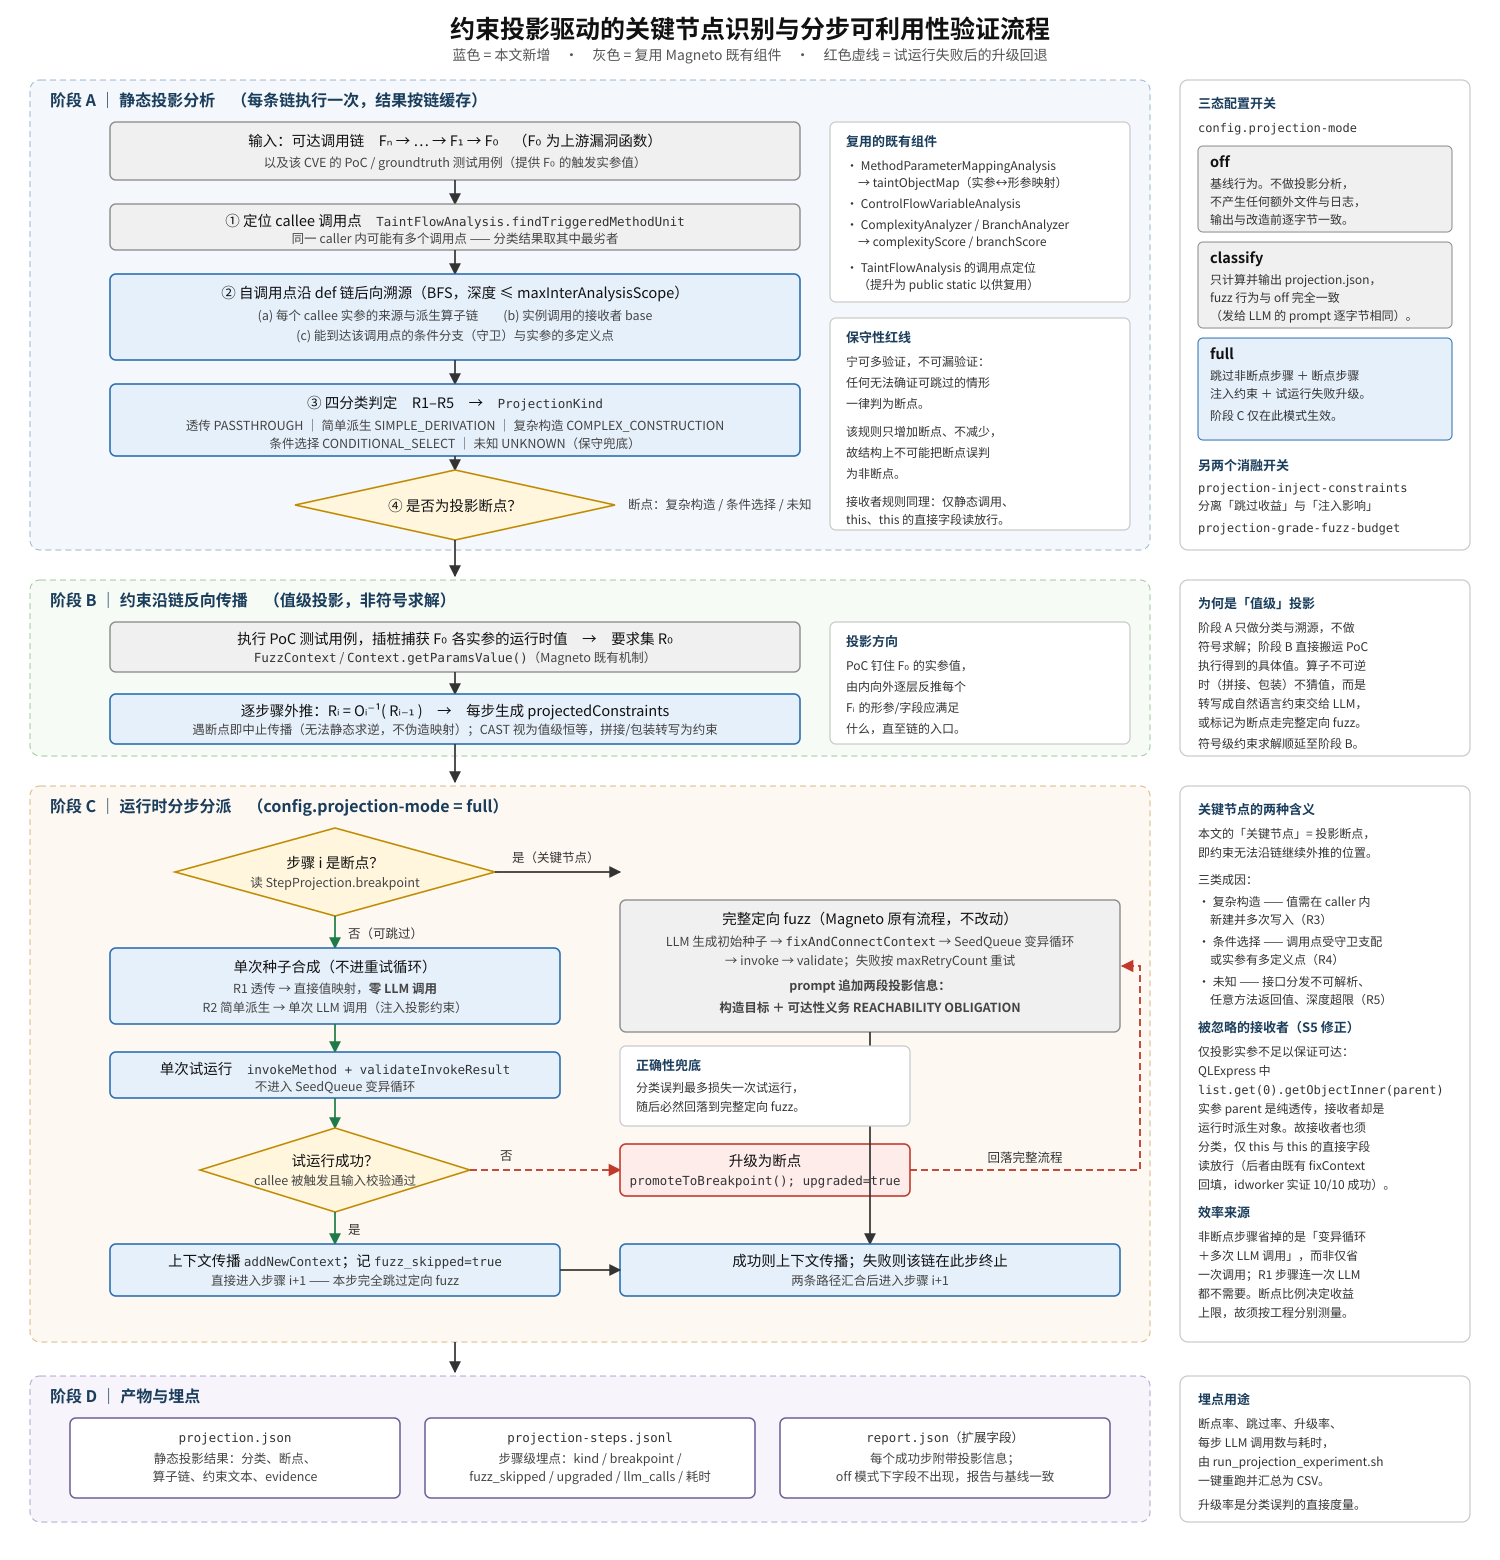 约束投影驱动的关键节点识别与分步可利用性验证流程
蓝色 = 本文新增 · 灰色 = 复用 Magneto 既有组件 · 红色虚线 = 试运行失败后的升级回退
阶段 A｜静态投影分析 （每条链执行一次，结果按链缓存）
输入：可达调用链 Fₙ → … → F₁ → F₀ （F₀ 为上游漏洞函数）
以及该 CVE 的 PoC / groundtruth 测试用例（提供 F₀ 的触发实参值）
① 定位 callee 调用点 TaintFlowAnalysis.findTriggeredMethodUnit
同一 caller 内可能有多个调用点 —— 分类结果取其中最劣者
② 自调用点沿 def 链后向溯源（BFS，深度 ≤ maxInterAnalysisScope）
(a) 每个 callee 实参的来源与派生算子链 (b) 实例调用的接收者 base
(c) 能到达该调用点的条件分支（守卫）与实参的多定义点
③ 四分类判定 R1–R5 → ProjectionKind
透传 PASSTHROUGH｜简单派生 SIMPLE_DERIVATION｜复杂构造 COMPLEX_CONSTRUCTION
条件选择 CONDITIONAL_SELECT｜未知 UNKNOWN（保守兜底）
④ 是否为投影断点？
断点：复杂构造 / 条件选择 / 未知
复用的既有组件
· MethodParameterMappingAnalysis
→ taintObjectMap（实参↔形参映射）
· ControlFlowVariableAnalysis
· ComplexityAnalyzer / BranchAnalyzer
→ complexityScore / branchScore
· TaintFlowAnalysis 的调用点定位
（提升为 public static 以供复用）
保守性红线
宁可多验证，不可漏验证：
任何无法确证可跳过的情形
一律判为断点。
该规则只增加断点、不减少，
故结构上不可能把断点误判
为非断点。
接收者规则同理：仅静态调用、
this、this 的直接字段读放行。
三态配置开关
config.projection-mode
off
基线行为。不做投影分析，
不产生任何额外文件与日志，
输出与改造前逐字节一致。
classify
只计算并输出 projection.json，
fuzz 行为与 off 完全一致
（发给 LLM 的 prompt 逐字节相同）。
full
跳过非断点步骤 ＋ 断点步骤
注入约束 ＋ 试运行失败升级。
阶段 C 仅在此模式生效。
另两个消融开关
projection-inject-constraints
分离「跳过收益」与「注入影响」
projection-grade-fuzz-budget
阶段 B｜约束沿链反向传播 （值级投影，非符号求解）
执行 PoC 测试用例，插桩捕获 F₀ 各实参的运行时值 → 要求集 R₀
FuzzContext / Context.getParamsValue()（Magneto 既有机制）
逐步骤外推：Rᵢ = Oᵢ⁻¹( Rᵢ₋₁ ) → 每步生成 projectedConstraints
遇断点即中止传播（无法静态求逆，不伪造映射）；CAST 视为值级恒等，拼接/包装转写为约束
投影方向
PoC 钉住 F₀ 的实参值，
由内向外逐层反推每个
Fᵢ 的形参/字段应满足
什么，直至链的入口。
为何是「值级」投影
阶段 A 只做分类与溯源，不做
符号求解；阶段 B 直接搬运 PoC
执行得到的具体值。算子不可逆
时（拼接、包装）不猜值，而是
转写成自然语言约束交给 LLM，
或标记为断点走完整定向 fuzz。
符号级约束求解顺延至阶段 B。
阶段 C｜运行时分步分派 （config.projection-mode = full）
步骤 i 是断点？
读 StepProjection.breakpoint
是（关键节点）
否（可跳过）
单次种子合成（不进重试循环）
R1 透传 → 直接值映射，零 LLM 调用
R2 简单派生 → 单次 LLM 调用（注入投影约束）
单次试运行 invokeMethod + validateInvokeResult
不进入 SeedQueue 变异循环
试运行成功？
callee 被触发且输入校验通过
否
是
上下文传播 addNewContext；记 fuzz_skipped=true
直接进入步骤 i+1 —— 本步完全跳过定向 fuzz
完整定向 fuzz（Magneto 原有流程，不改动）
LLM 生成初始种子 → fixAndConnectContext → SeedQueue 变异循环
→ invoke → validate；失败按 maxRetryCount 重试
prompt 追加两段投影信息：
构造目标 ＋ 可达性义务 REACHABILITY OBLIGATION
正确性兜底
分类误判最多损失一次试运行，
随后必然回落到完整定向 fuzz。
升级为断点
promoteToBreakpoint(); upgraded=true
回落完整流程
成功则上下文传播；失败则该链在此步终止
两条路径汇合后进入步骤 i+1
关键节点的两种含义
本文的「关键节点」= 投影断点，
即约束无法沿链继续外推的位置。
三类成因：
· 复杂构造 —— 值需在 caller 内
新建并多次写入（R3）
· 条件选择 —— 调用点受守卫支配
或实参有多定义点（R4）
· 未知 —— 接口分发不可解析、
任意方法返回值、深度超限（R5）
被忽略的接收者（S5 修正）
仅投影实参不足以保证可达：
QLExpress 中
list.get(0).getObjectInner(parent)
实参 parent 是纯透传，接收者却是
运行时派生对象。故接收者也须
分类，仅 this 与 this 的直接字段
读放行（后者由既有 fixContext
回填，idworker 实证 10/10 成功）。
效率来源
非断点步骤省掉的是「变异循环
＋多次 LLM 调用」，而非仅省
一次调用；R1 步骤连一次 LLM
都不需要。断点比例决定收益
上限，故须按工程分别测量。
阶段 D｜产物与埋点
projection.json
静态投影结果：分类、断点、
算子链、约束文本、evidence
projection-steps.jsonl
步骤级埋点：kind / breakpoint /
fuzz_skipped / upgraded / llm_calls / 耗时
report.json（扩展字段）
每个成功步附带投影信息；
off 模式下字段不出现，报告与基线一致
埋点用途
断点率、跳过率、升级率、
每步 LLM 调用数与耗时，
由 run_projection_experiment.sh
一键重跑并汇总为 CSV。
升级率是分类误判的直接度量。